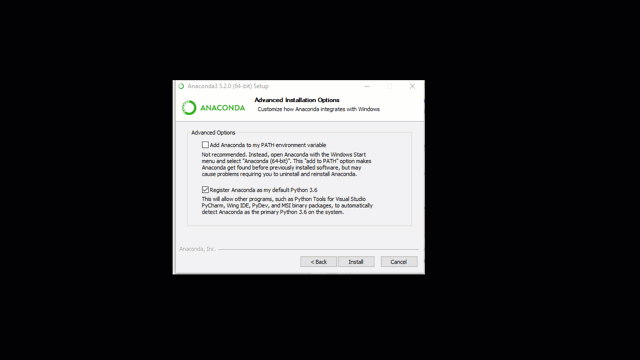 Anaconda3 5.2.0 (64-bit) Setup
ANACONDA
Advanced Installation Options
Customize how Anaconda integrates with Windows
Advanced Options
Add Anaconda to my PATH environment variable
Not recommended. Instead, open Anaconda with the Windows Start
menu and select "Anaconda (64-bit)". This "add to PATH" option makes
Anaconda get found before previously installed software, but may
cause problems requiring you to uninstall and reinstall Anaconda.
Register Anaconda as my default Python 3.6
This will allow other programs, such as Python Tools for Visual Studio
PyCharm, Wing IDE, PyDev, and MSI binary packages, to automatically
detect Anaconda as the primary Python 3.6 on the system.
Anaconda, Inc.
< Back
Install
Cancel